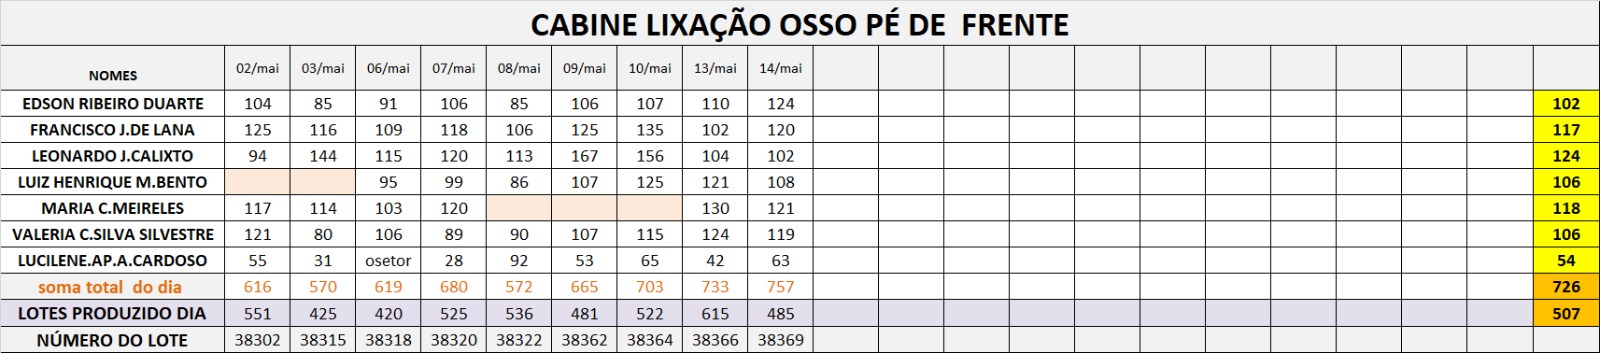 CABINE LIXAÇÃO OSSO PÉ DE  FRENTE
NOMES 02/mai 03/mai 06/mai 07/mai 08/mai 09/mai 10/mai 13/mai 14/mai
EDSON RIBEIRO DUARTE 104 85 91 106 85 106 107 110 124 102
FRANCISCO J.DE LANA 125 116 109 118 106 125 135 102 120 117
LEONARDO J.CALIXTO 94 144 115 120 113 167 156 104 102 124
LUIZ HENRIQUE M.BENTO 95 99 86 107 125 121 108 106
MARIA C.MEIRELES 117 114 103 120 130 121 118
VALERIA C.SILVA SILVESTRE 121 80 106 89 90 107 115 124 119 106
LUCILENE.AP.A.CARDOSO 55 31 osetor 28 92 53 65 42 63 54
soma total  do dia 616 570 619 680 572 665 703 733 757 726
LOTES PRODUZIDO DIA 551 425 420 525 536 481 522 615 485 507
NÚMERO DO LOTE 38302 38315 38318 38320 38322 38362 38364 38366 38369